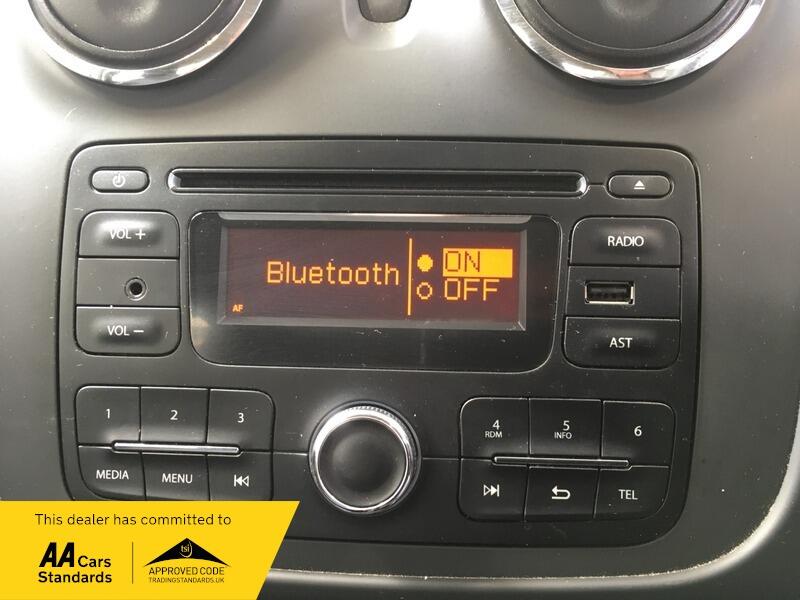 VOL +
VOL −
Bluetooth
ON
OFF
AF
RADIO
AST
1
2
3
MEDIA
MENU
4
RDM
5
INFO
6
TEL
This dealer has committed to
AA Cars
Standards
tsi
APPROVED CODE
TRADINGSTANDARDS.UK